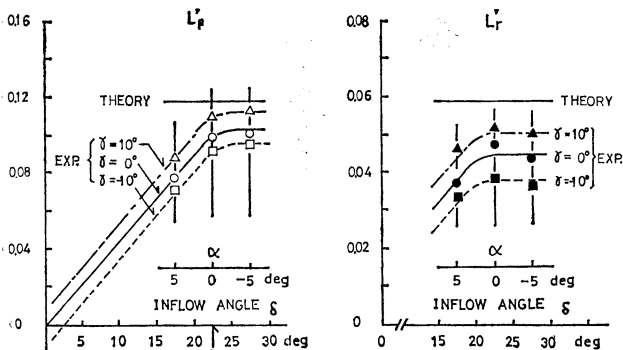 L'β
0,16
0,12
0,08
0,04
0
THEORY
EXP.
γ=10°
γ=0°
γ=-10°
α
5 0 -5 deg
INFLOW ANGLE δ
5 10 15 20 25 30 deg
L'r
0,08
0,06
0,04
0,02
0
THEORY
γ=10°
γ=0°
γ=-10°
EXP.
α
5 0 -5 deg
INFLOW ANGLE δ
0 15 20 25 30 deg